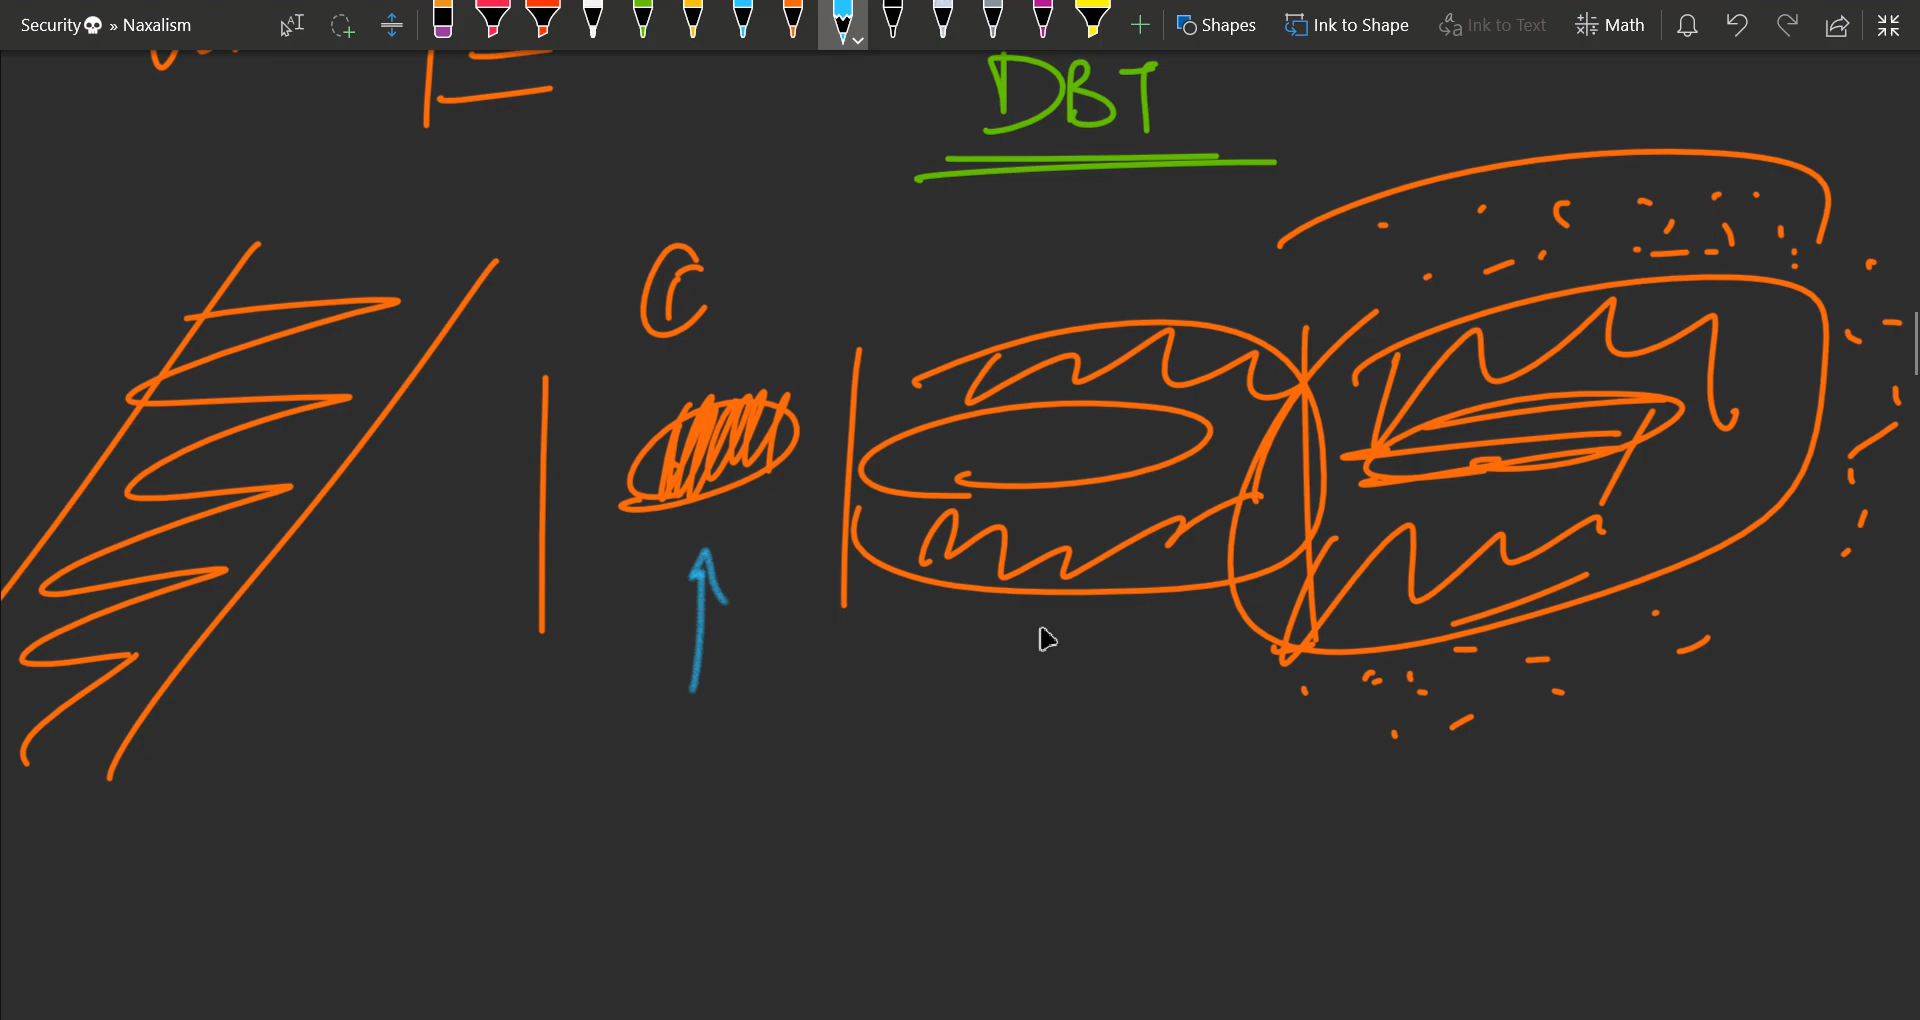 Security💀 » Naxalism
Shapes
Ink to Shape
Ink to Text
Math
DBT